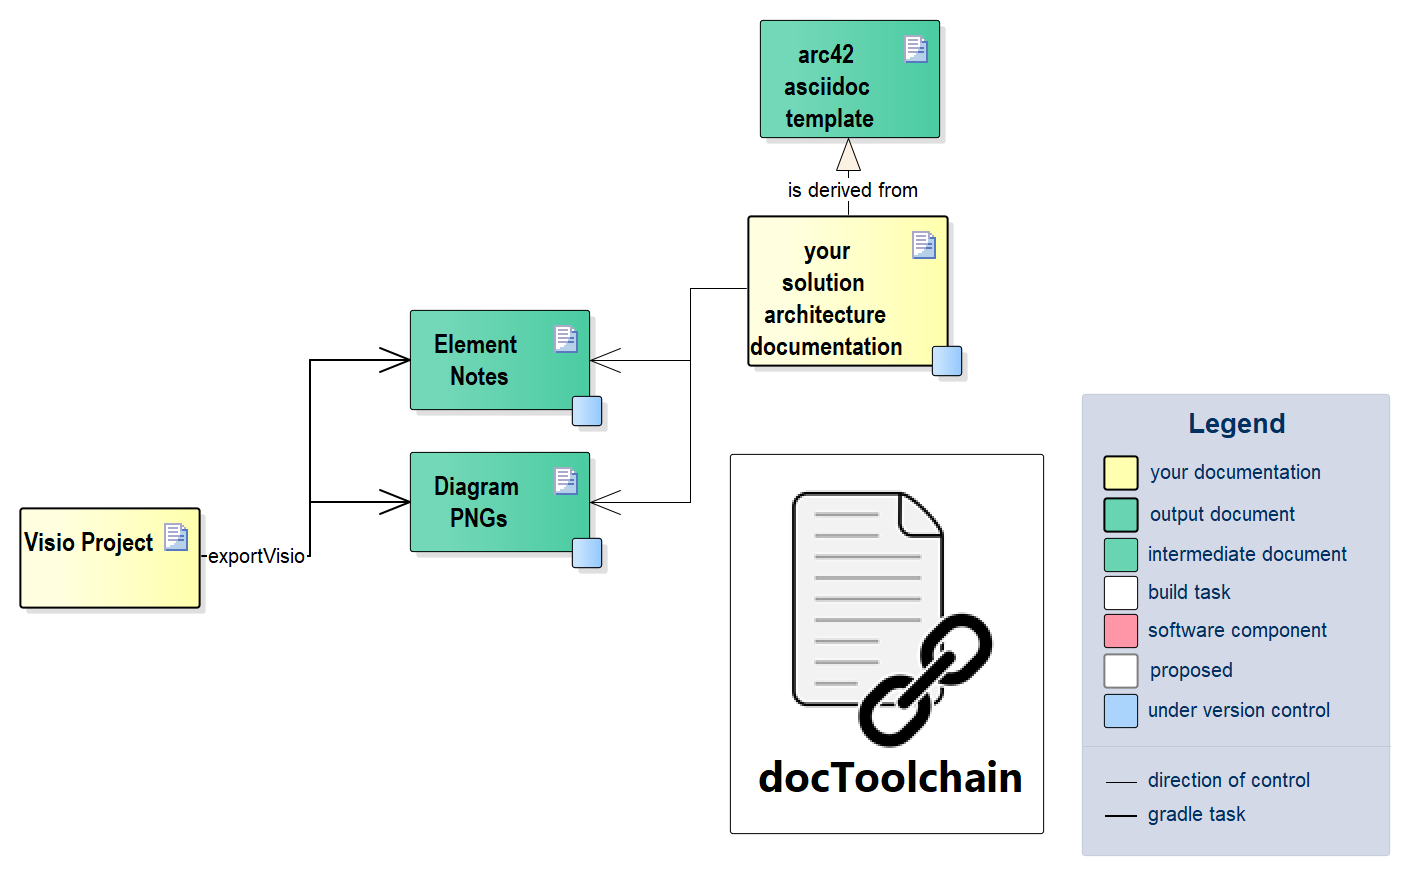 arc42
asciidoc
template
is derived from
your
solution
architecture
documentation
Element
Notes
Diagram
PNGs
Visio Project
exportVisio
docToolchain
Legend
your documentation
output document
intermediate document
build task
software component
proposed
under version control
direction of control
gradle task